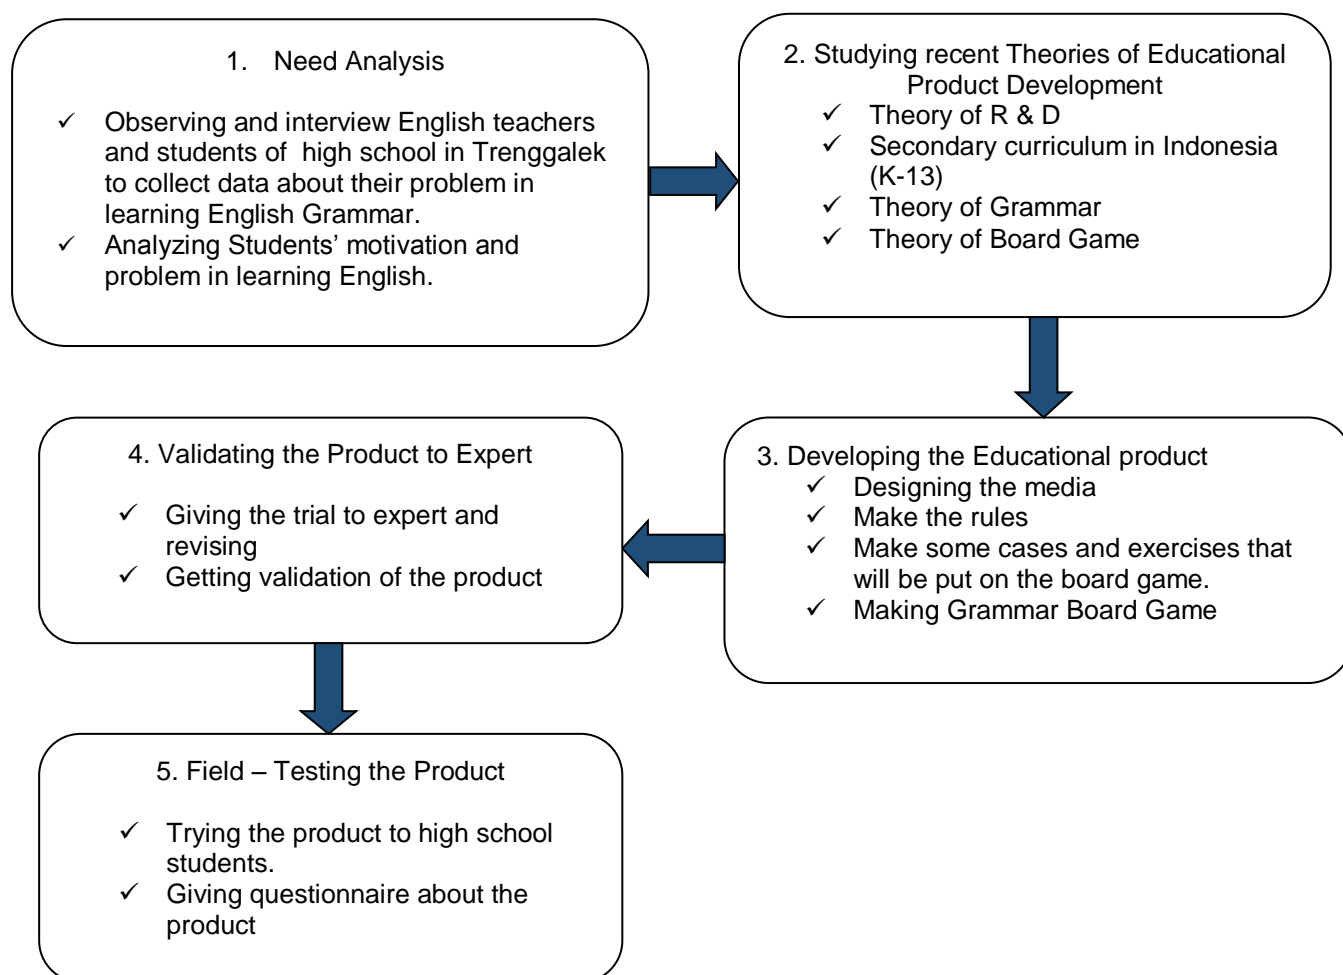 1. Need Analysis
✓ Observing and interview English teachers
and students of high school in Trenggalek
to collect data about their problem in
learning English Grammar.
✓ Analyzing Students’ motivation and
problem in learning English.
2. Studying recent Theories of Educational
Product Development
✓ Theory of R & D
✓ Secondary curriculum in Indonesia
(K-13)
✓ Theory of Grammar
✓ Theory of Board Game
3. Developing the Educational product
✓ Designing the media
✓ Make the rules
✓ Make some cases and exercises that
will be put on the board game.
✓ Making Grammar Board Game
4. Validating the Product to Expert
✓ Giving the trial to expert and
revising
✓ Getting validation of the product
5. Field – Testing the Product
✓ Trying the product to high school
students.
✓ Giving questionnaire about the
product